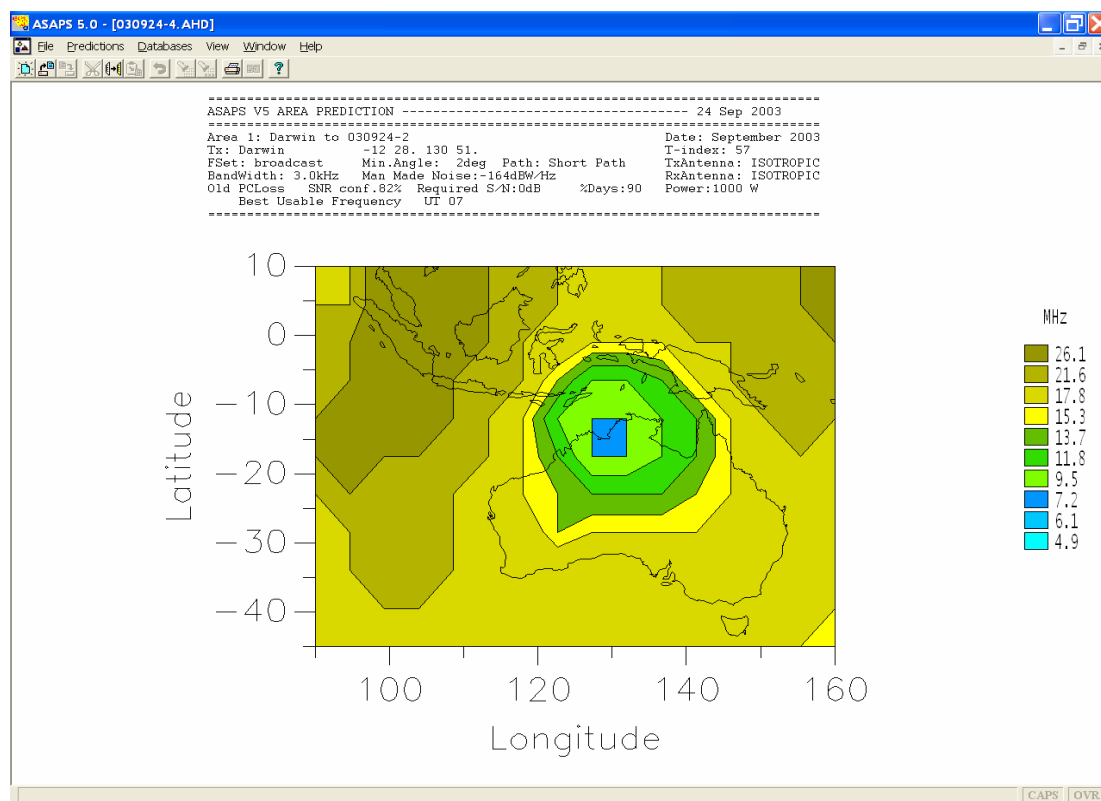 ASAPS 5.0 - [030924-4.AHD]
File Predictions Databases View Window Help
================================================================================
ASAPS V5 AREA PREDICTION ------------------------------------- 24 Sep 2003
================================================================================
Area 1: Darwin to 030924-2 Date: September 2003
Tx: Darwin -12 28. 130 51. T-index: 57
FSet: broadcast Min.Angle: 2deg Path: Short Path TxAntenna: ISOTROPIC
BandWidth: 3.0kHz Man Made Noise:-164dBW/Hz RxAntenna: ISOTROPIC
Old PCLoss SNR conf.82% Required S/N:0dB %Days:90 Power:1000 W
Best Usable Frequency UT 07
================================================================================
10
0
-10
-20
-30
-40
Latitude
100 120 140 160
Longitude
MHz
26.1
21.6
17.8
15.3
13.7
11.8
9.5
7.2
6.1
4.9
CAPS OVR